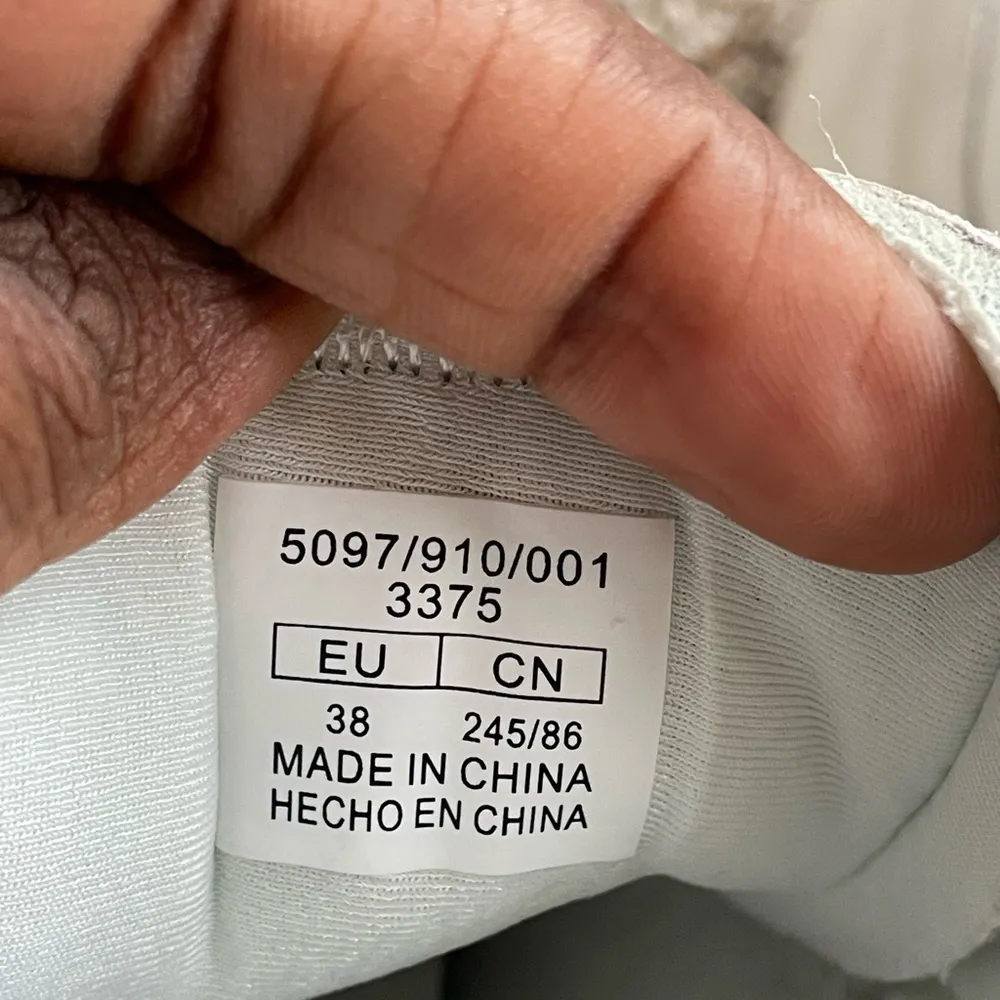 5097/910/001
3375
EU CN
38 245/86
MADE IN CHINA
HECHO EN CHINA